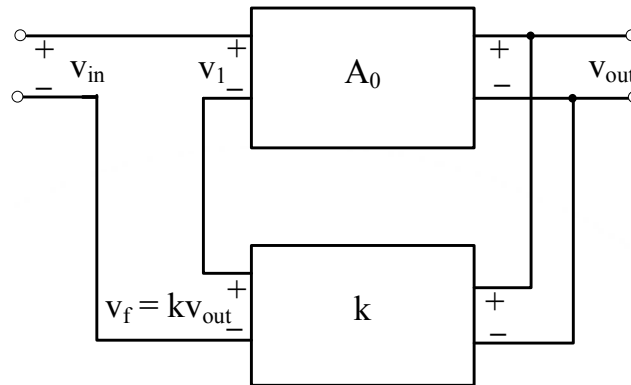 + + +
v_in v_1 A_0 v_out
− − −
+ +
v_f = kv_out k
− −